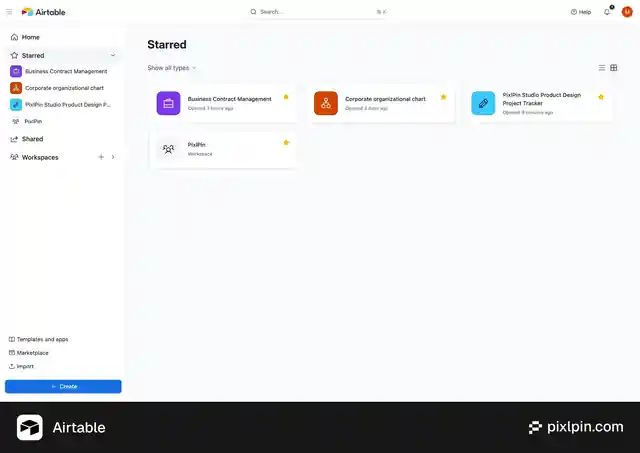 Airtable
Search...
⌘ K
Help
U
Home
Starred
Business Contract Management
Corporate organizational chart
PixlPin Studio Product Design P...
PixlPin
Shared
Workspaces
Templates and apps
Marketplace
Import
+ Create
Starred
Show all types
Business Contract Management
Opened 3 hours ago
Corporate organizational chart
Opened 3 hours ago
PixlPin Studio Product Design
Project Tracker
Opened 9 minutes ago
PixlPin
Workspace
Airtable
pixlpin.com